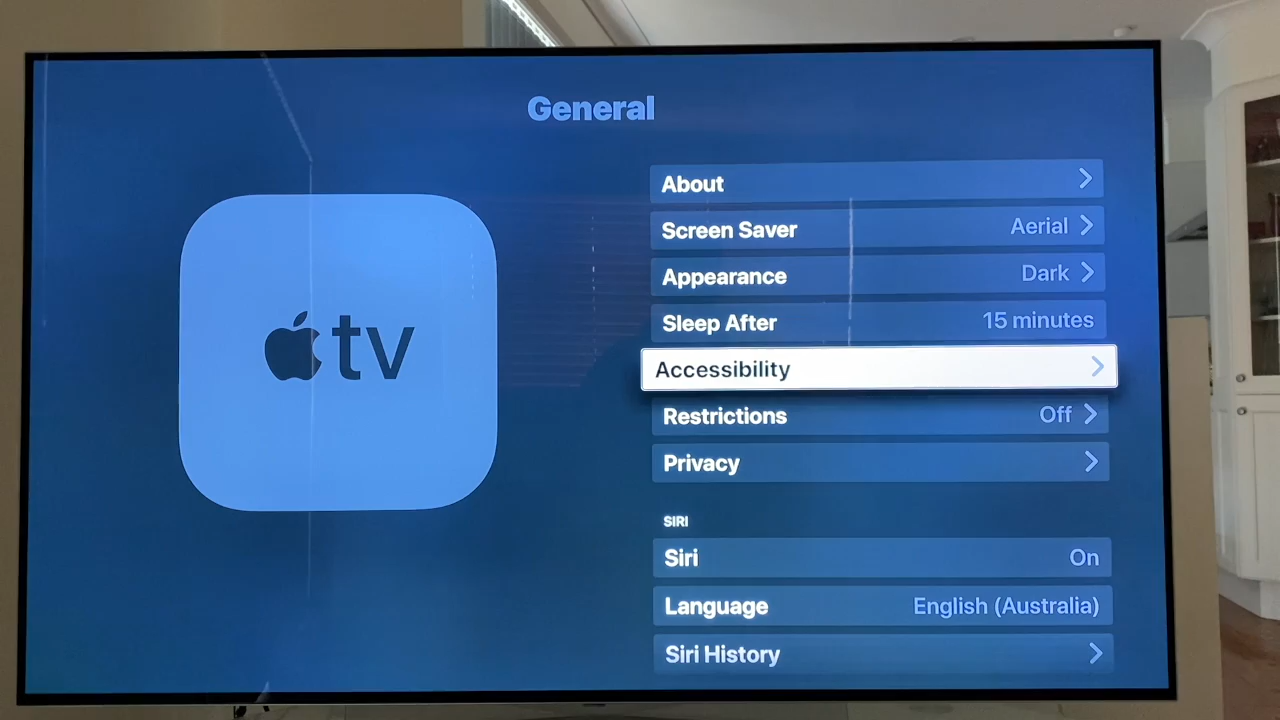 General
tv
About
Screen Saver Aerial
Appearance Dark
Sleep After 15 minutes
Accessibility
Restrictions Off
Privacy
SIRI
Siri On
Language English (Australia)
Siri History